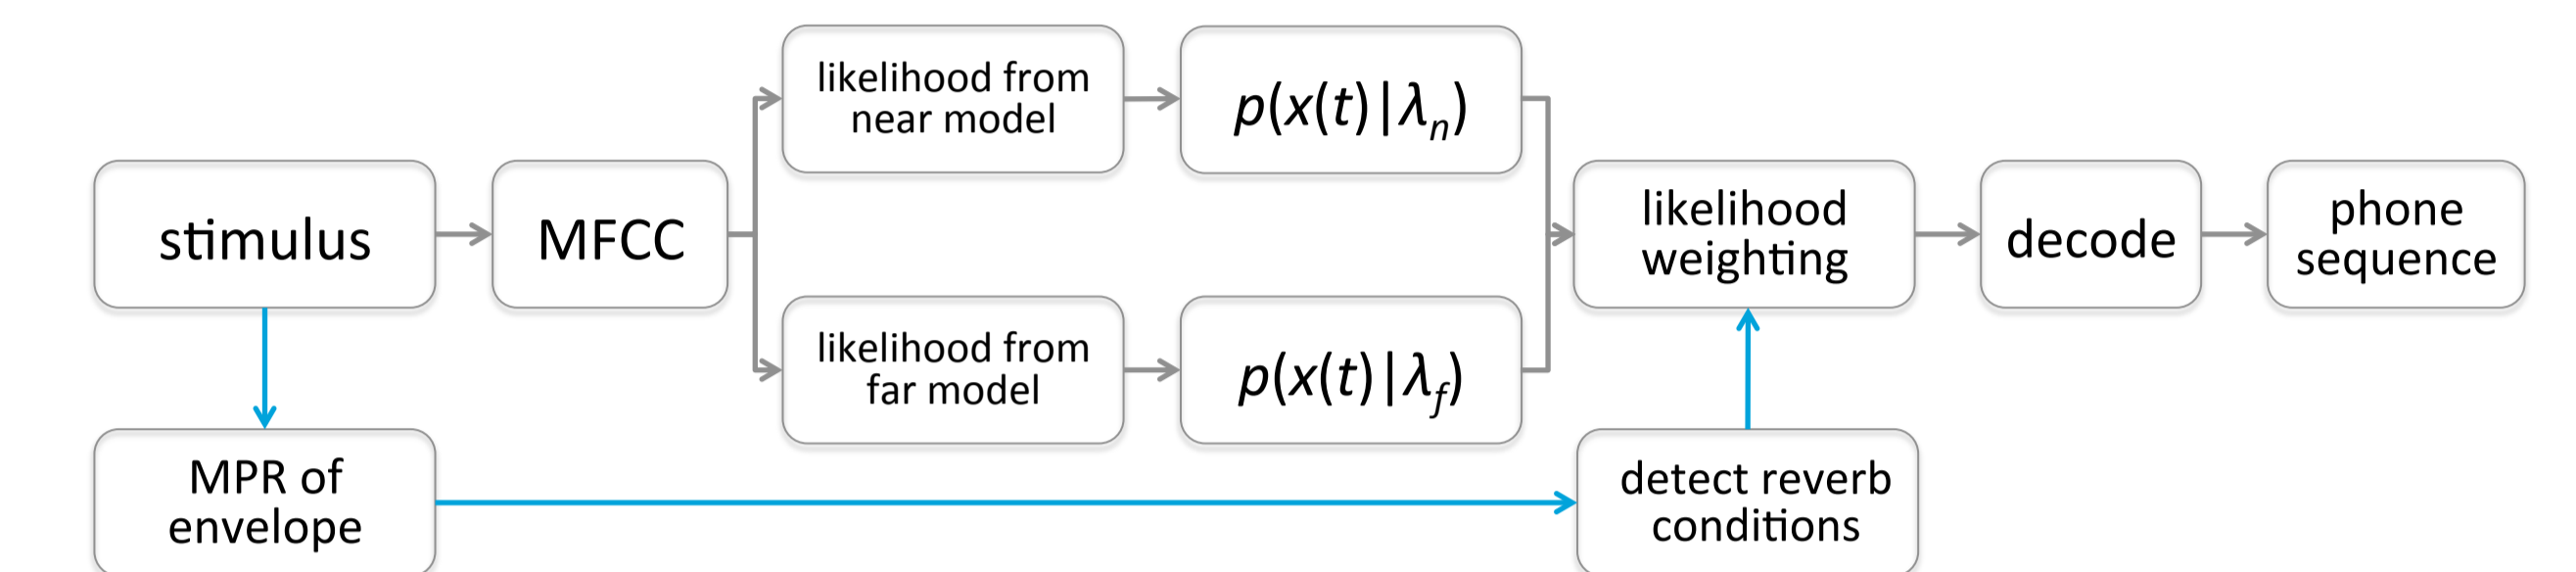 stimulus
MFCC
likelihood from
near model
p(x(t)|λn)
likelihood from
far model
p(x(t)|λf)
likelihood
weighting
decode
phone
sequence
MPR of
envelope
detect reverb
conditions